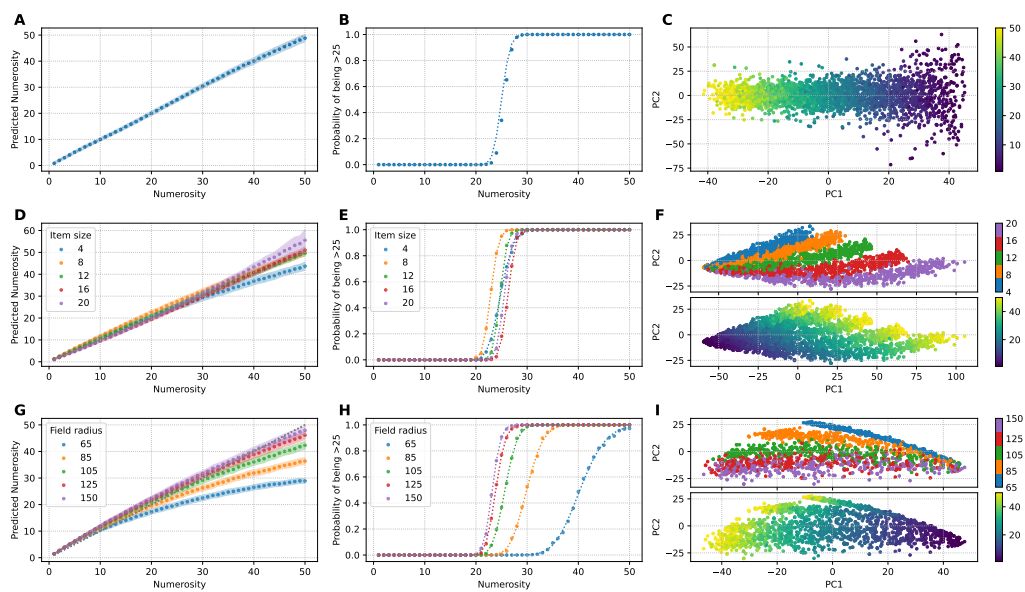 A
Predicted Numerosity
50
40
30
20
10
0
0 10 20 30 40 50
Numerosity
B
Probability of being >25
1.0
0.8
0.6
0.4
0.2
0.0
0 10 20 30 40 50
Numerosity
C
PC2
50
25
0
−25
−50
−75
−40 −20 0 20 40
PC1
50
40
30
20
10
D
Predicted Numerosity
60
50
40
30
20
10
0
Item size
4
8
12
16
20
0 10 20 30 40 50
Numerosity
E
Probability of being >25
1.0
0.8
0.6
0.4
0.2
0.0
Item size
4
8
12
16
20
0 10 20 30 40 50
Numerosity
F
PC2
25
0
−25
20
16
12
8
4
PC2
25
0
−25
40
20
−50 −25 0 25 50 75 100
PC1
G
Predicted Numerosity
50
40
30
20
10
0
Field radius
65
85
105
125
150
0 10 20 30 40 50
Numerosity
H
Probability of being >25
1.0
0.8
0.6
0.4
0.2
0.0
Field radius
65
85
105
125
150
0 10 20 30 40 50
Numerosity
I
PC2
25
0
−25
150
125
105
85
65
PC2
25
0
−25
40
20
−40 −20 0 20 40
PC1